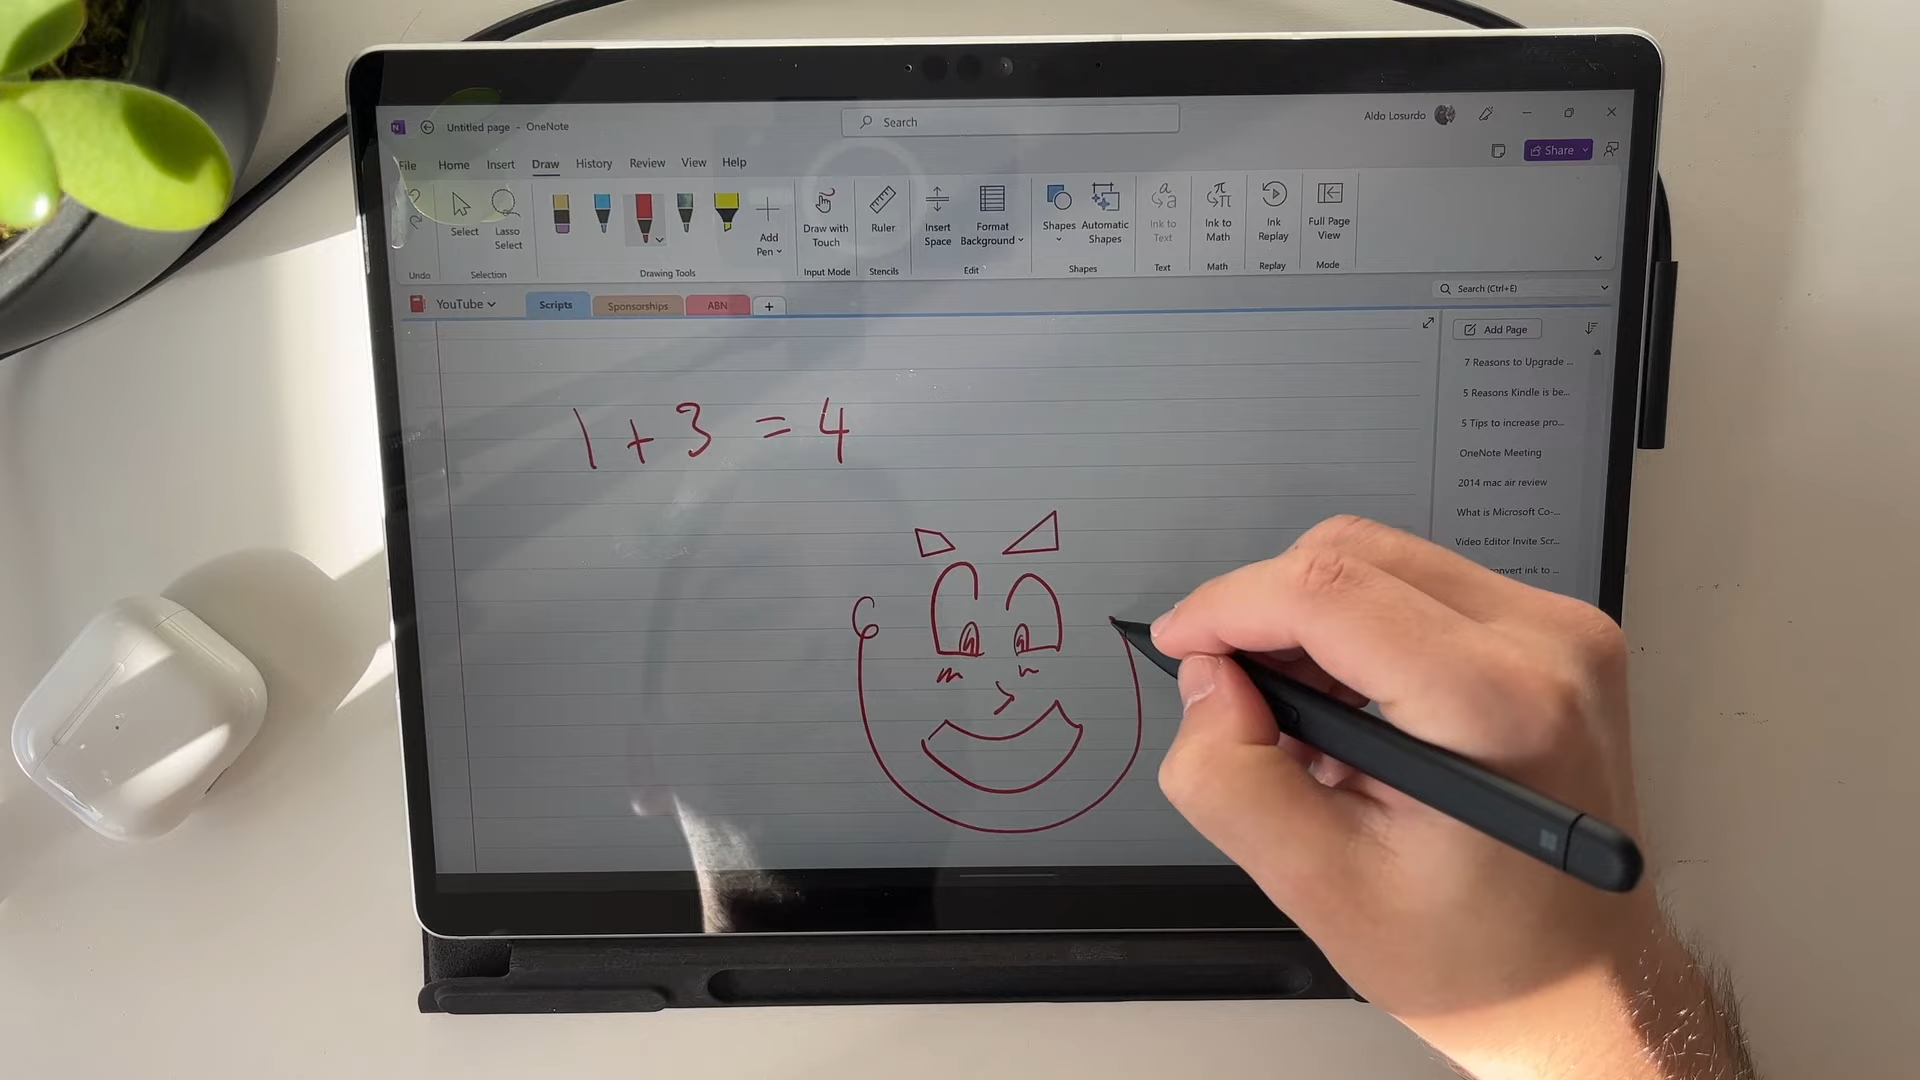 Untitled page - OneNote
Search
Aldo Losurdo
File Home Insert Draw History Review View Help
Share
Select
Lasso Select
Add Pen
Draw with Touch
Ruler
Insert Space
Format Background
Shapes
Automatic Shapes
Ink to Text
Ink to Math
Ink Replay
Full Page View
Undo
Selection
Drawing Tools
Input Mode
Stencils
Edit
Shapes
Text
Math
Replay
Mode
YouTube
Scripts
Sponsorships
ABN
+
Search (Ctrl+E)
Add Page
7 Reasons to Upgrade ...
5 Reasons Kindle is be...
5 Tips to increase pro...
OneNote Meeting
2014 mac air review
What is Microsoft Co-...
Video Editor Invite Scr...
onvert ink to ...
1 + 3 = 4